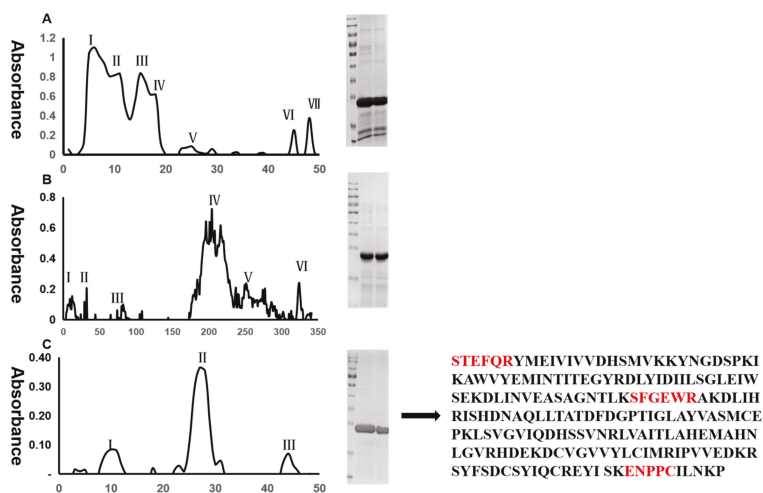 A
Absorbance
1.2
1
0.8
0.6
0.4
0.2
0
I
II
III
IV
V
VI
VII
0 10 20 30 40 50
B
Absorbance
0.8
0.6
0.4
0.2
0
I
II
III
IV
V
VI
0 50 100 150 200 250 300 350
C
Absorbance
0.40
0.30
0.20
0.10
-
I
II
III
0 10 20 30 40 50
STEFQRYMEIVIVVDHSMVKKYNGDSPKI
KAWVYEMINTITEGYRDLYIDIILSGLEIW
SEKDLINVEASAGNTLKSFGEWRAKDLIH
RISHDNAQLLTATDFDGPTIGLAYVASMCE
PKLSVGVIQDHSSVNRLVAITLAHEMAHN
LGVRHDEKDCVGVVYLCIMRIPVVEDKR
SYFSDCSYIQCREYI SKENPPCILNKP